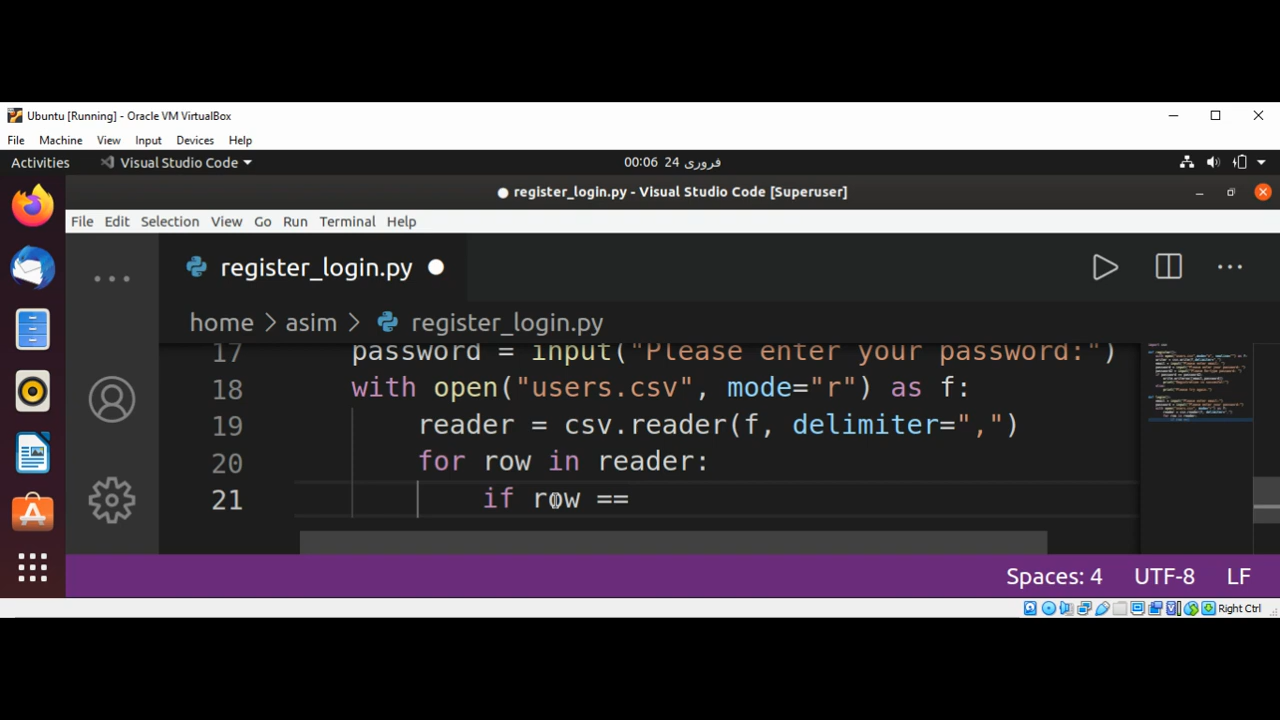 Ubuntu [Running] - Oracle VM VirtualBox
File Machine View Input Devices Help
Activities Visual Studio Code 00:06 24 فروری
● register_login.py - Visual Studio Code [Superuser]
File Edit Selection View Go Run Terminal Help
register_login.py
home > asim > register_login.py
17 password = input("Please enter your password:")
18 with open("users.csv", mode="r") as f:
19 reader = csv.reader(f, delimiter=",")
20 for row in reader:
21 if row ==
Spaces: 4 UTF-8 LF
Right Ctrl